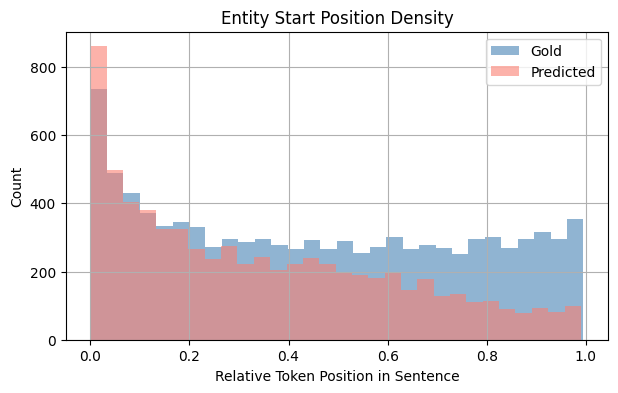 Entity Start Position Density
Gold
Predicted
Count
800
600
400
200
0
0.0 0.2 0.4 0.6 0.8 1.0
Relative Token Position in Sentence